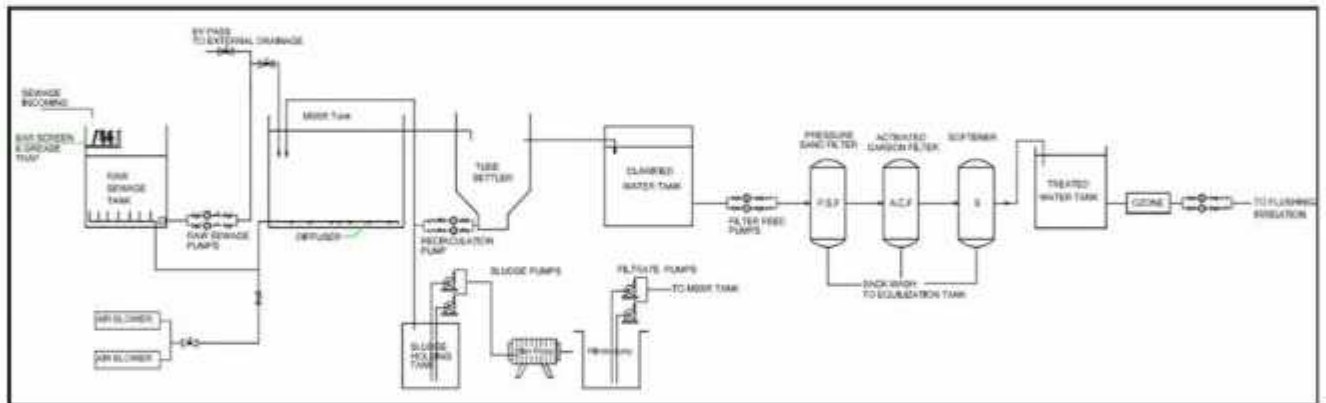 BY PASS
TO EXTERNAL DRAINAGE
SEWAGE
INCOMING
BAR SCREEN
& GREASE
TRAP
RAW
SEWAGE
TANK
RAW SEWAGE
PUMPS
AIR BLOWER
AIR BLOWER
MBBR Tank
DIFFUSER
RECIRCULATION
PUMP
TUBE
SETTLER
SLUDGE PUMPS
SLUDGE
HOLDING
TANK
FILTRATE PUMPS
TO MBBR TANK
CLARIFIED
WATER TANK
FILTER FEED
PUMPS
PRESSURE
SAND FILTER
P.S.F
ACTIVATED
CARBON FILTER
A.C.F
SOFTENER
S
BACK WASH
TO EQUILIZATION TANK
TREATED
WATER TANK
OZONE
TO FLUSHING
IRRIGATION.